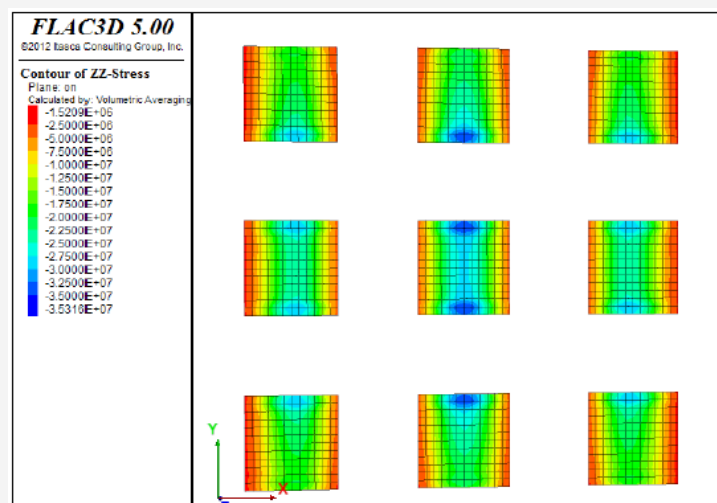 FLAC3D 5.00
©2012 Itasca Consulting Group, Inc.
Contour of ZZ-Stress
Plane: on
Calculated by: Volumetric Averaging
-1.5209E+06
-2.5000E+06
-5.0000E+06
-7.5000E+06
-1.0000E+07
-1.2500E+07
-1.5000E+07
-1.7500E+07
-2.0000E+07
-2.2500E+07
-2.5000E+07
-2.7500E+07
-3.0000E+07
-3.2500E+07
-3.5000E+07
-3.5316E+07
Y
X